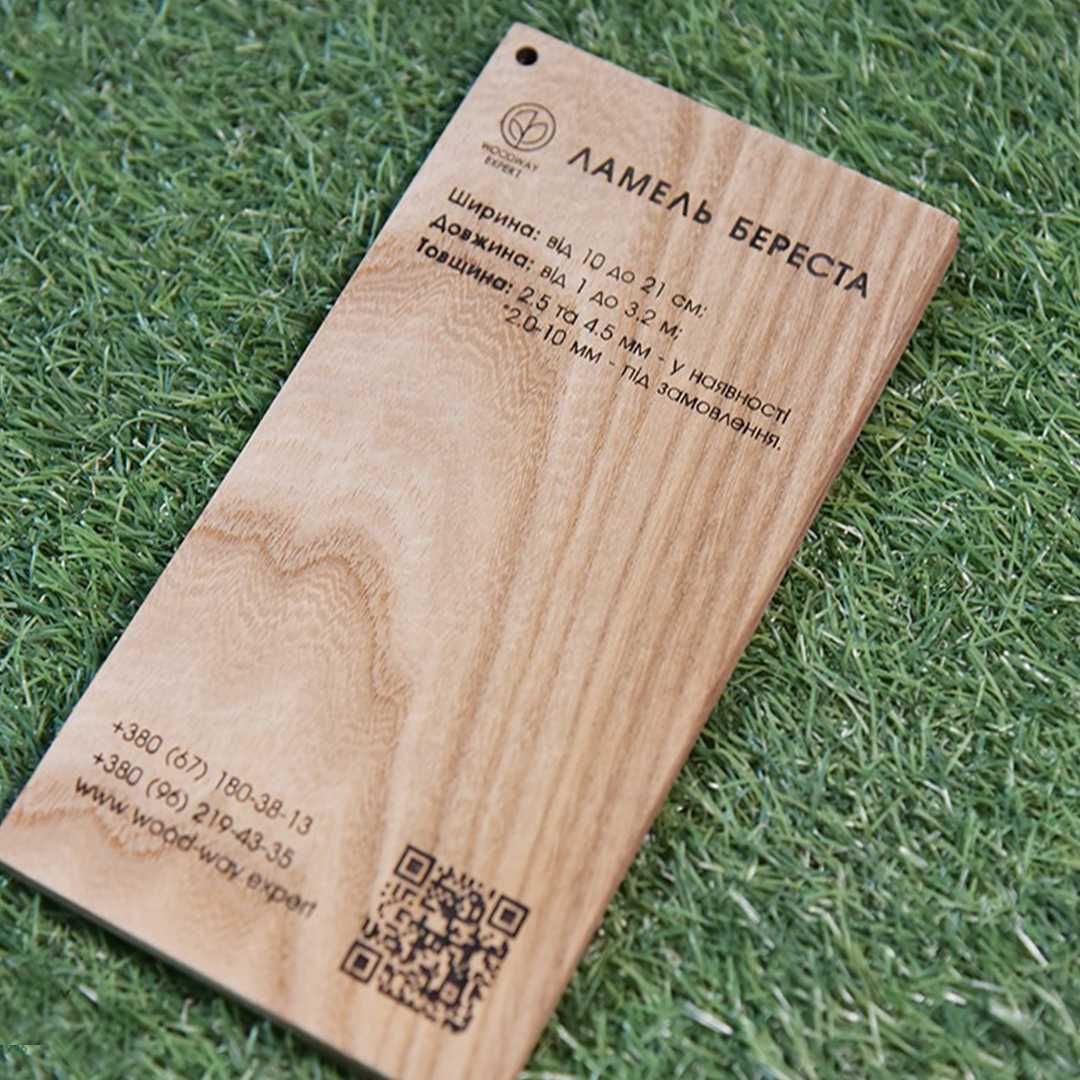 WOODWAY
EXPERT
ЛАМЕЛЬ БЕРЕСТА
Ширина: від 10 до 21 см;
Довжина: від 1 до 3.2 м;
Товщина: 2.5 та 4.5 мм - у наявності
*2.0-10 мм - під замовлення.
+380 (67) 180-38-13
+380 (96) 219-43-35
www.wood-way.expert